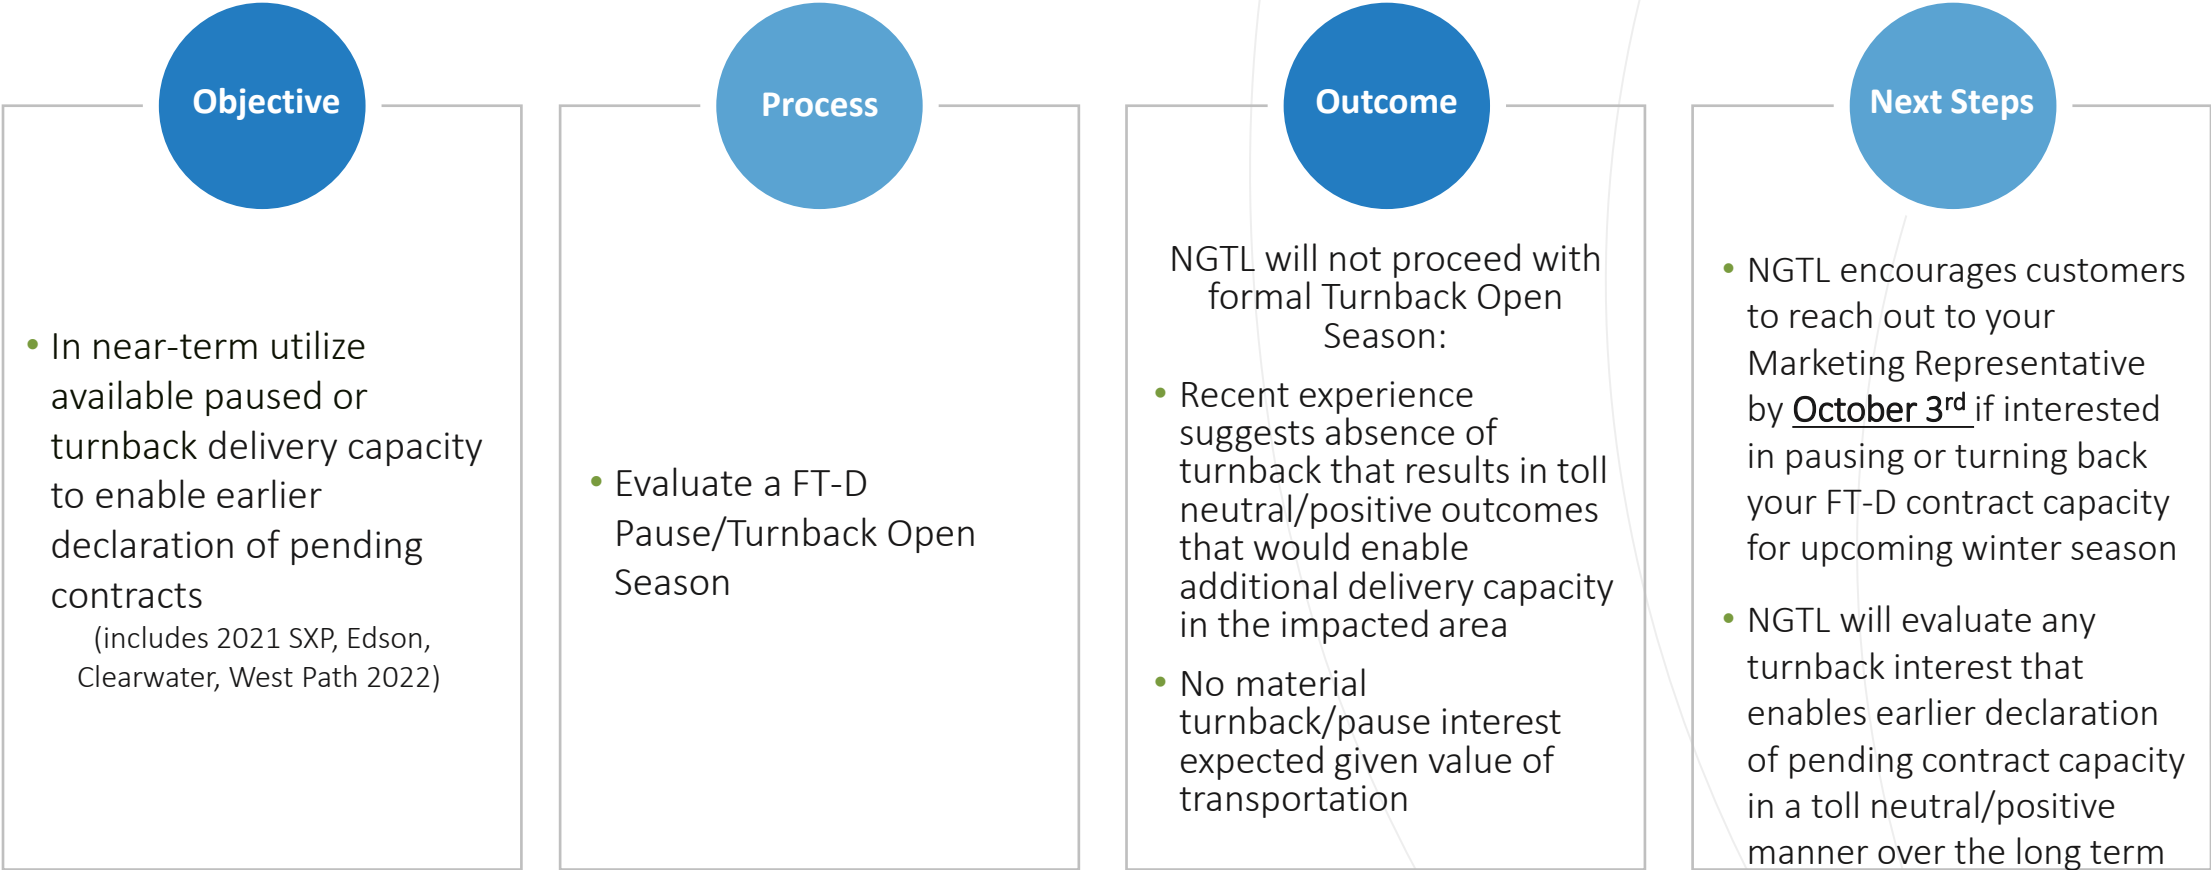 Objective
• In near-term utilize
available paused or
turnback delivery capacity
to enable earlier
declaration of pending
contracts
(includes 2021 SXP, Edson,
Clearwater, West Path 2022)
Process
• Evaluate a FT-D
Pause/Turnback Open
Season
Outcome
NGTL will not proceed with
formal Turnback Open
Season:
• Recent experience
suggests absence of
turnback that results in toll
neutral/positive outcomes
that would enable
additional delivery capacity
in the impacted area
• No material
turnback/pause interest
expected given value of
transportation
Next Steps
• NGTL encourages customers
to reach out to your
Marketing Representative
by October 3rd if interested
in pausing or turning back
your FT-D contract capacity
for upcoming winter season
• NGTL will evaluate any
turnback interest that
enables earlier declaration
of pending contract capacity
in a toll neutral/positive
manner over the long term